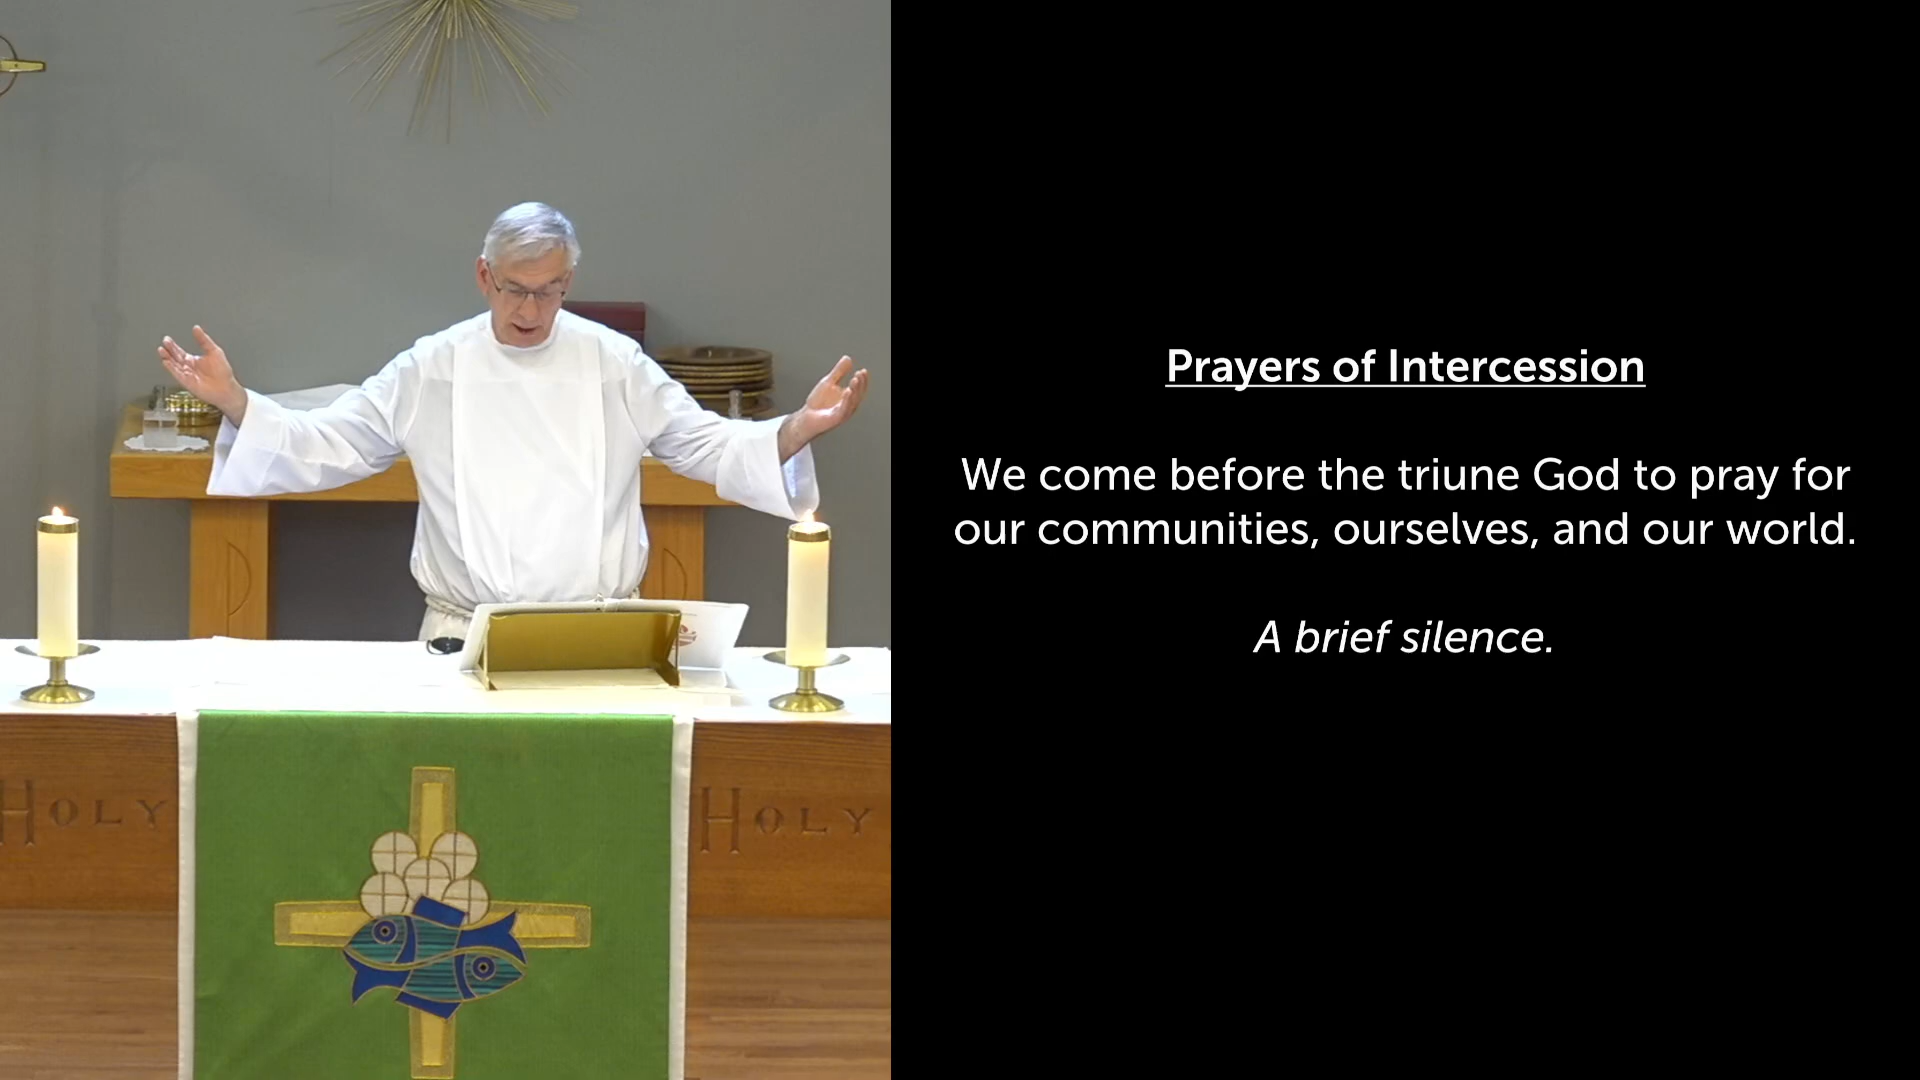 HOLY
HOLY
Prayers of Intercession
We come before the triune God to pray for
our communities, ourselves, and our world.
A brief silence.